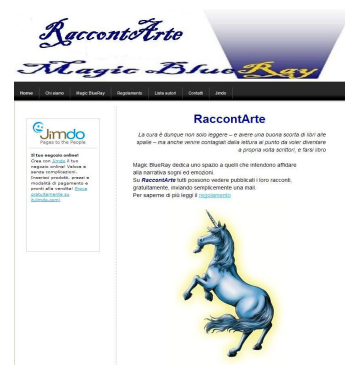 RaccontArte
Magic BlueRay
Home Chi siamo Magic BlueRay Regolamento Lista autori Contatti Jimdo
Jimdo
Pages to the People
Il tuo negozio online!
Crea con Jimdo il tuo
negozio online! Veloce e
senza complicazioni.
Inserisci prodotti, prezzi e
modalità di pagamento e
pronti alla vendita!
RaccontArte
La cura è dunque non solo leggere – e avere una buona scorta di libri alle
spalle – ma anche venire contagiati dalla lettura al punto da voler diventare
a propria volta scrittori, e farsi libro
Magic BlueRay dedica uno spazio a quelli che intendono affidare
alla narrativa sogni ed emozioni.
Su RaccontArte tutti possono vedere pubblicati i loro racconti,
gratuitamente, inviando semplicemente una mail.
Per saperne di più leggi il regolamento